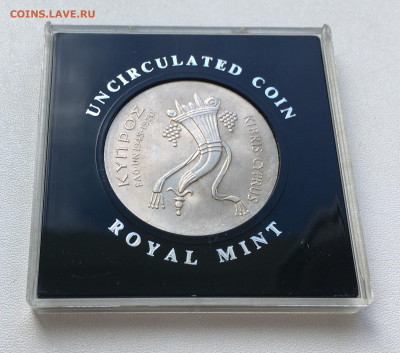 COINS.LAVE.RU
UNCIRCULATED COIN
ΚΥΠΡΟΣ
KIBRIS CYPRUS
ROYAL MINT